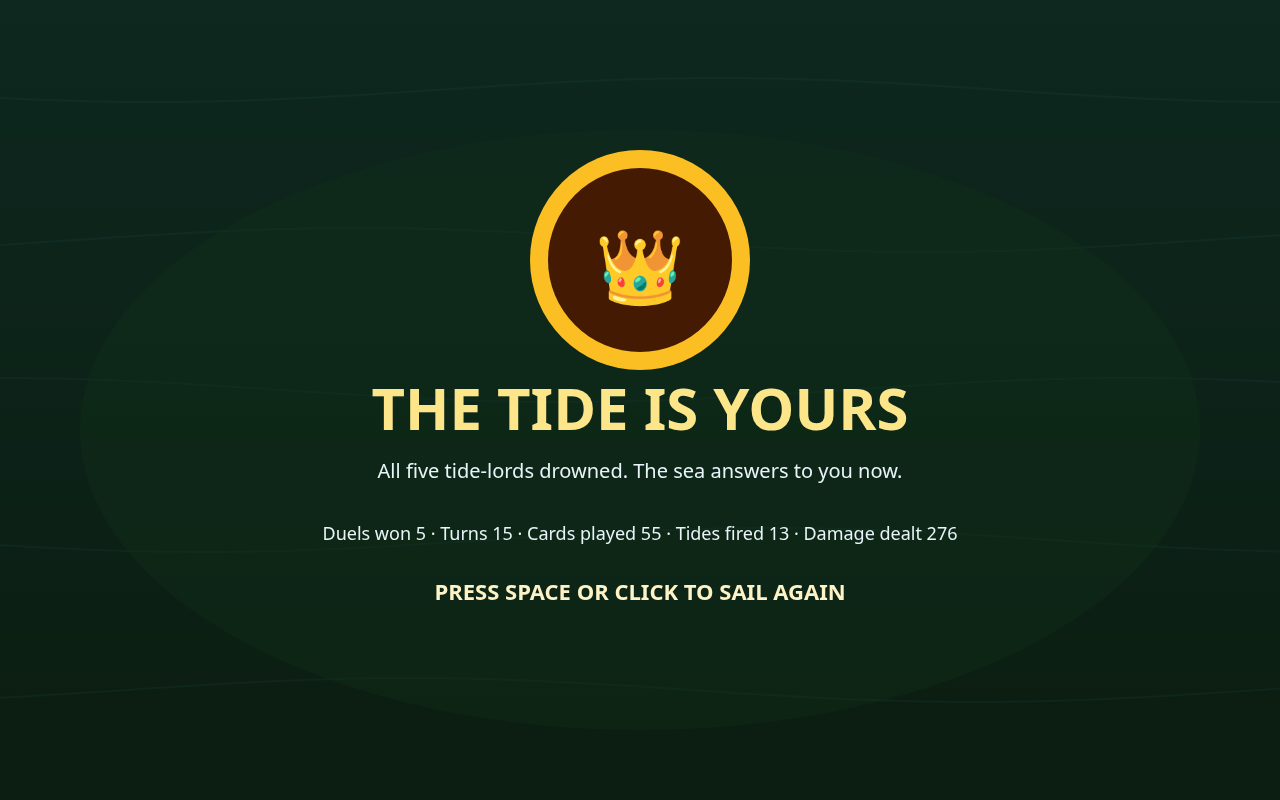 THE TIDE IS YOURS
All five tide-lords drowned. The sea answers to you now.
Duels won 5 · Turns 15 · Cards played 55 · Tides fired 13 · Damage dealt 276
PRESS SPACE OR CLICK TO SAIL AGAIN